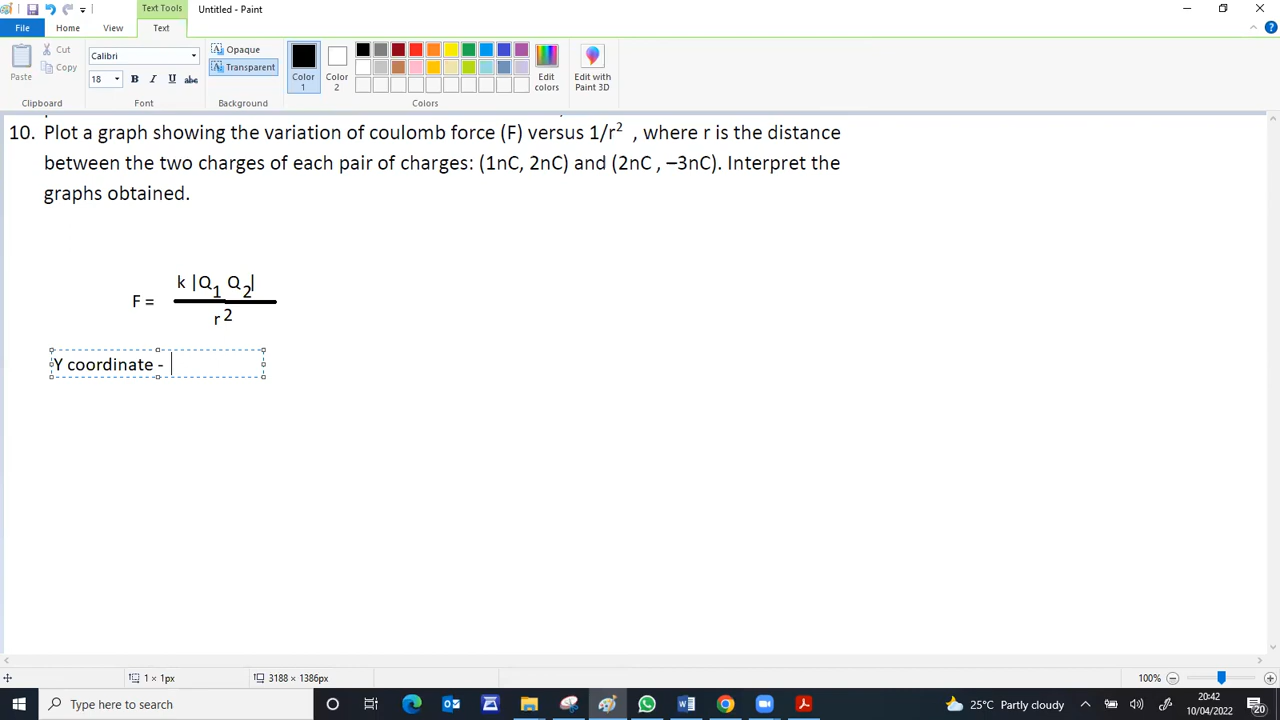 Text Tools
Untitled - Paint
File
Home
View
Text
Paste
Cut
Copy
Clipboard
Calibri
18
B
I
U
abc
Font
Opaque
Transparent
Background
Color
1
Color
2
Edit
colors
Colors
Edit with
Paint 3D
10. Plot a graph showing the variation of coulomb force (F) versus 1/r² , where r is the distance
between the two charges of each pair of charges: (1nC, 2nC) and (2nC , –3nC). Interpret the
graphs obtained.
k |Q₁ Q₂|
F =
r ²
Y coordinate -
1 × 1px
3188 × 1386px
100%
Type here to search
25°C Partly cloudy
20:42
10/04/2022
20